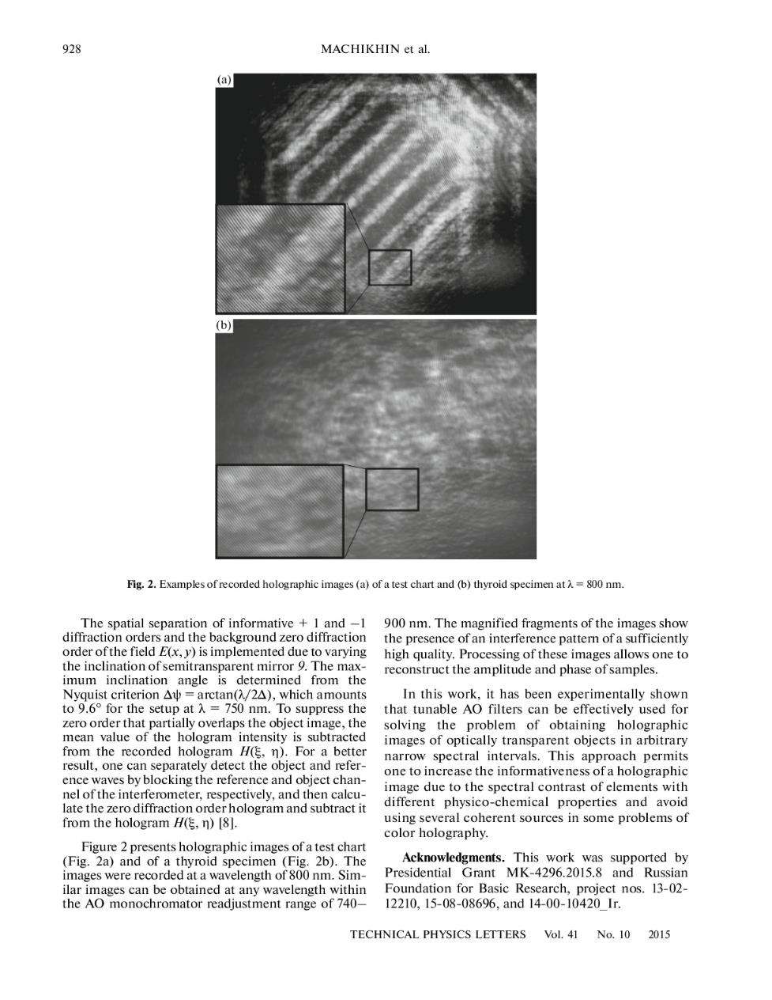 928
MACHIKHIN et al.
(a)
(b)
Fig. 2. Examples of recorded holographic images (a) of a test chart and (b) thyroid specimen at λ = 800 nm.
The spatial separation of informative + 1 and −1
diffraction orders and the background zero diffraction
order of the field E(x, y) is implemented due to varying
the inclination of semitransparent mirror 9. The max-
imum inclination angle is determined from the
Nyquist criterion Δψ = arctan(λ/2Δ), which amounts
to 9.6° for the setup at λ = 750 nm. To suppress the
zero order that partially overlaps the object image, the
mean value of the hologram intensity is subtracted
from the recorded hologram H(ξ, η). For a better
result, one can separately detect the object and refer-
ence waves by blocking the reference and object chan-
nel of the interferometer, respectively, and then calcu-
late the zero diffraction order hologram and subtract it
from the hologram H(ξ, η) [8].
Figure 2 presents holographic images of a test chart
(Fig. 2a) and of a thyroid specimen (Fig. 2b). The
images were recorded at a wavelength of 800 nm. Sim-
ilar images can be obtained at any wavelength within
the AO monochromator readjustment range of 740–
900 nm. The magnified fragments of the images show
the presence of an interference pattern of a sufficiently
high quality. Processing of these images allows one to
reconstruct the amplitude and phase of samples.
In this work, it has been experimentally shown
that tunable AO filters can be effectively used for
solving the problem of obtaining holographic
images of optically transparent objects in arbitrary
narrow spectral intervals. This approach permits
one to increase the informativeness of a holographic
image due to the spectral contrast of elements with
different physico-chemical properties and avoid
using several coherent sources in some problems of
color holography.
Acknowledgments. This work was supported by
Presidential Grant MK-4296.2015.8 and Russian
Foundation for Basic Research, project nos. 13-02-
12210, 15-08-08696, and 14-00-10420_Ir.
TECHNICAL PHYSICS LETTERS Vol. 41 No. 10 2015